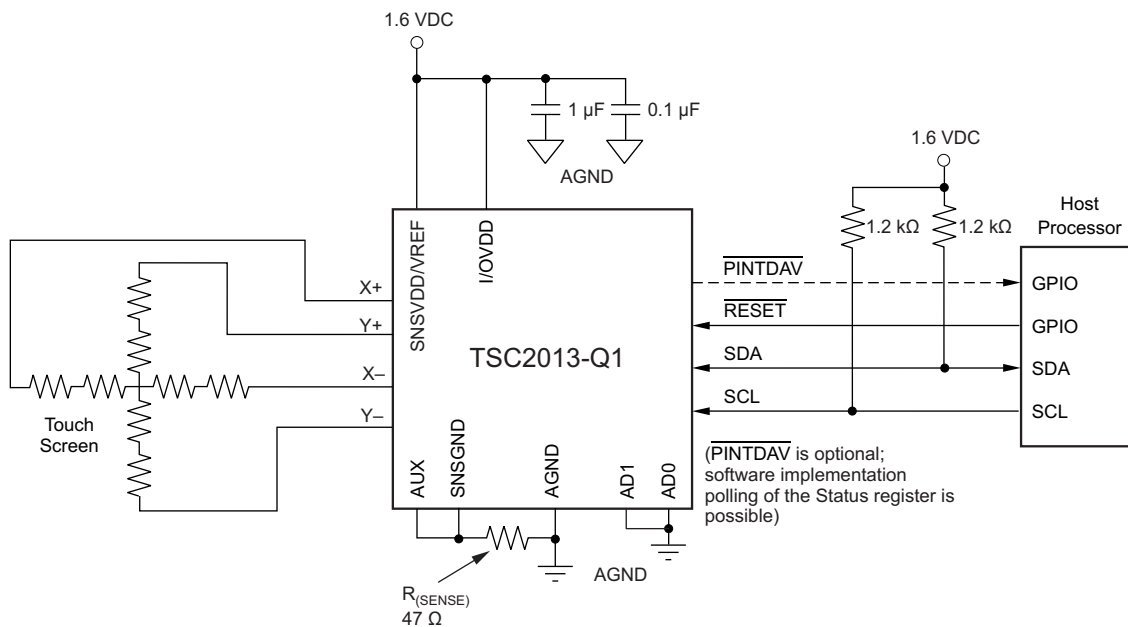 1.6 VDC
1 µF
0.1 µF
AGND
1.6 VDC
1.2 kΩ
1.2 kΩ
Host
Processor
SNSVDD/VREF
I/OVDD
X+
Y+
X–
Y–
Touch
Screen
TSC2013-Q1
PINTDAV
RESET
SDA
SCL
GPIO
GPIO
SDA
SCL
(PINTDAV is optional;
software implementation
polling of the Status register is
possible)
AUX
SNSGND
AGND
AD1
AD0
AGND
R(SENSE)
47 Ω